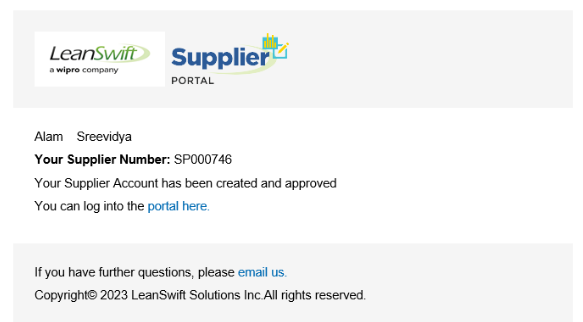 LeanSwift
a wipro company
Supplier
PORTAL
Alam Sreevidya
Your Supplier Number: SP000746
Your Supplier Account has been created and approved
You can log into the portal here.
If you have further questions, please email us.
Copyright© 2023 LeanSwift Solutions Inc.All rights reserved.